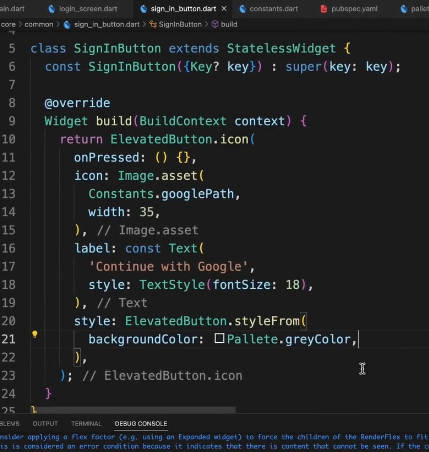 ain.dart login_screen.dart sign_in_button.dart × constants.dart pubspec.yaml pallet
core > common > sign_in_button.dart > SignInButton > build
5 class SignInButton extends StatelessWidget {
6 const SignInButton({Key? key}) : super(key: key);
7
8 @override
9 Widget build(BuildContext context) {
10 return ElevatedButton.icon(
11 onPressed: () {},
12 icon: Image.asset(
13 Constants.googlePath,
14 width: 35,
15 ), // Image.asset
16 label: const Text(
17 'Continue with Google',
18 style: TextStyle(fontSize: 18),
19 ), // Text
20 style: ElevatedButton.styleFrom(
21 backgroundColor: Pallete.greyColor,
22 ),
23 ); // ElevatedButton.icon
24 }
25 }
BLEMS OUTPUT TERMINAL DEBUG CONSOLE
nsider applying a flex factor (e.g. using an Expanded widget) to force the children of the RenderFlex to fit
is is considered an error condition because it indicates that there is content that cannot be seen. If the c